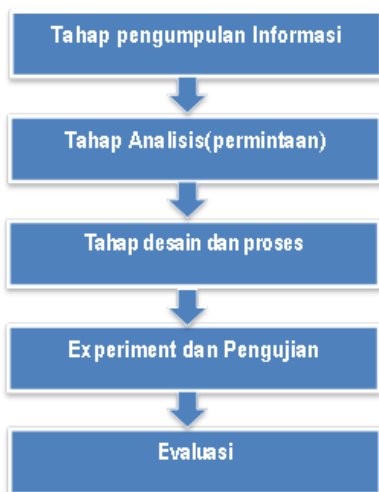 Tahap pengumpulan Informasi
Tahap Analisis(permintaan)
Tahap desain dan proses
Experiment dan Pengujian
Evaluasi